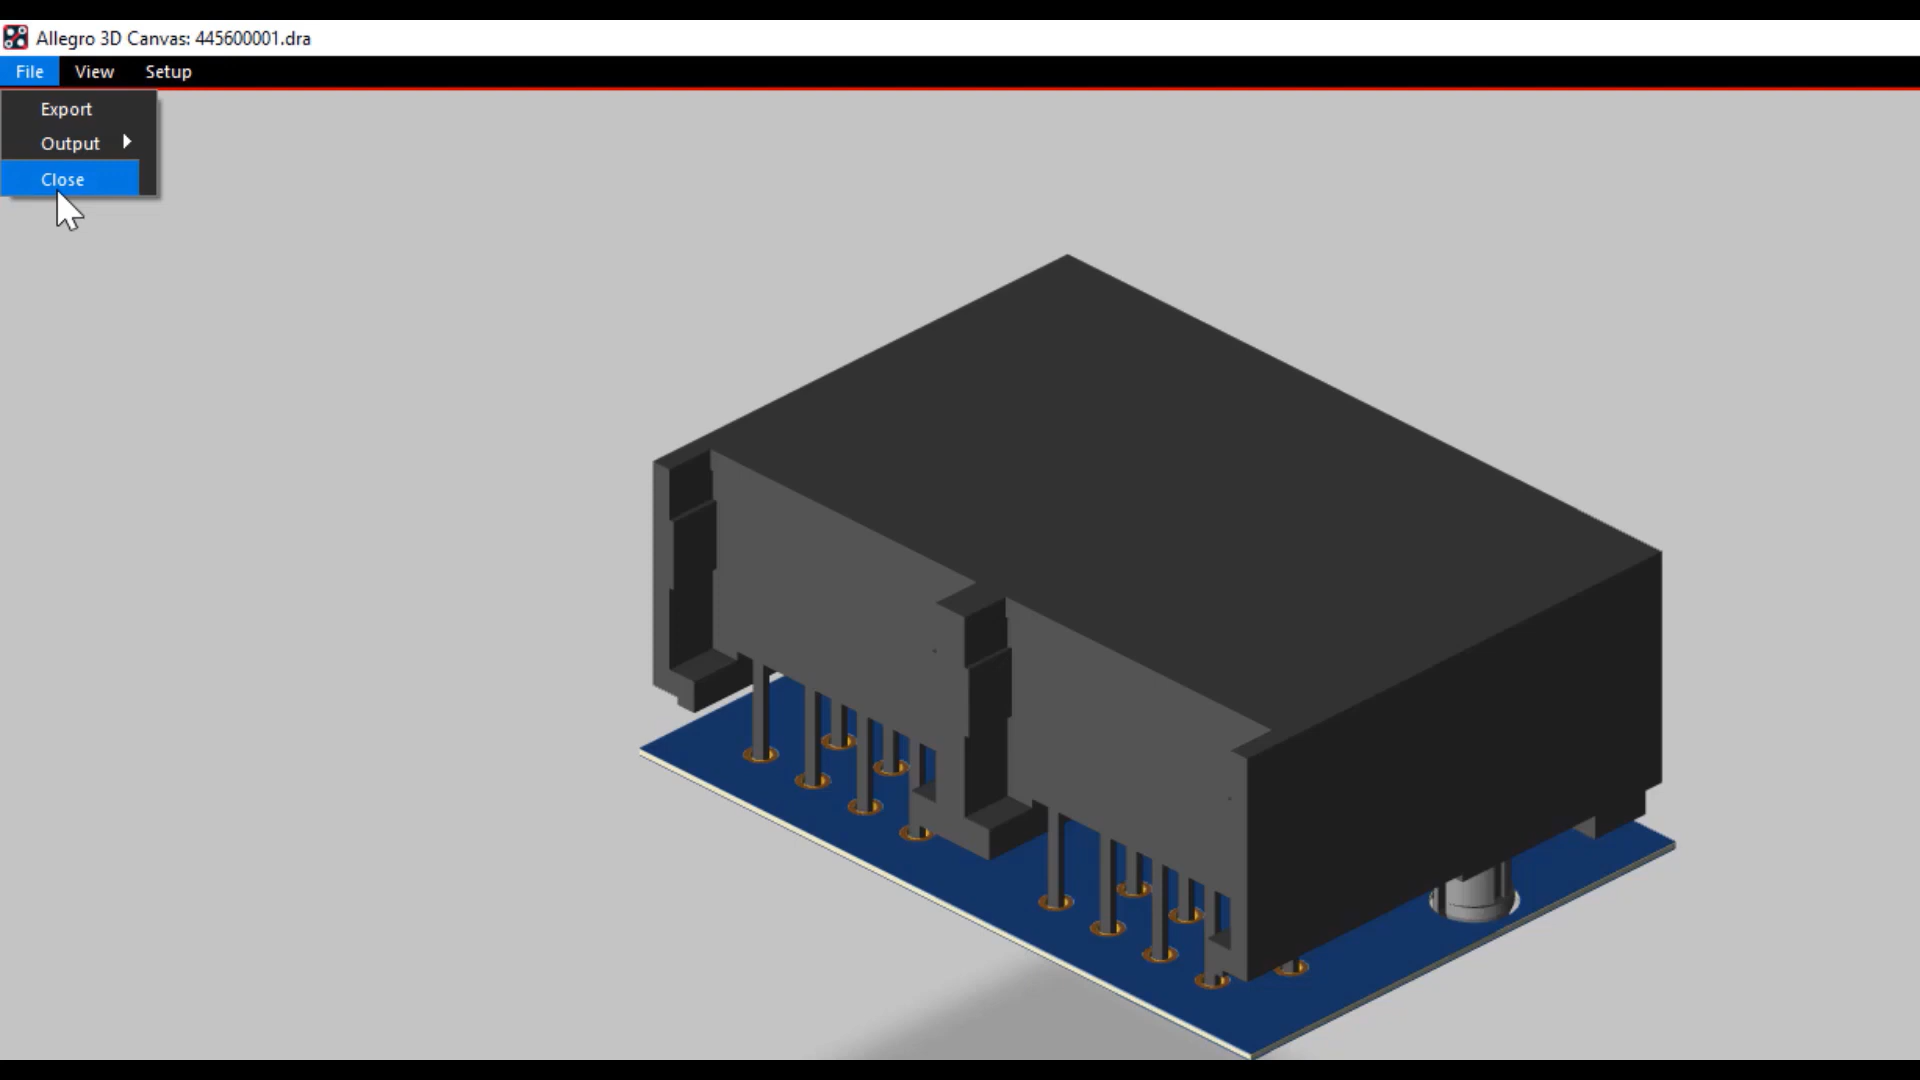 Allegro 3D Canvas: 445600001.dra
File View Setup
Export
Output
Close